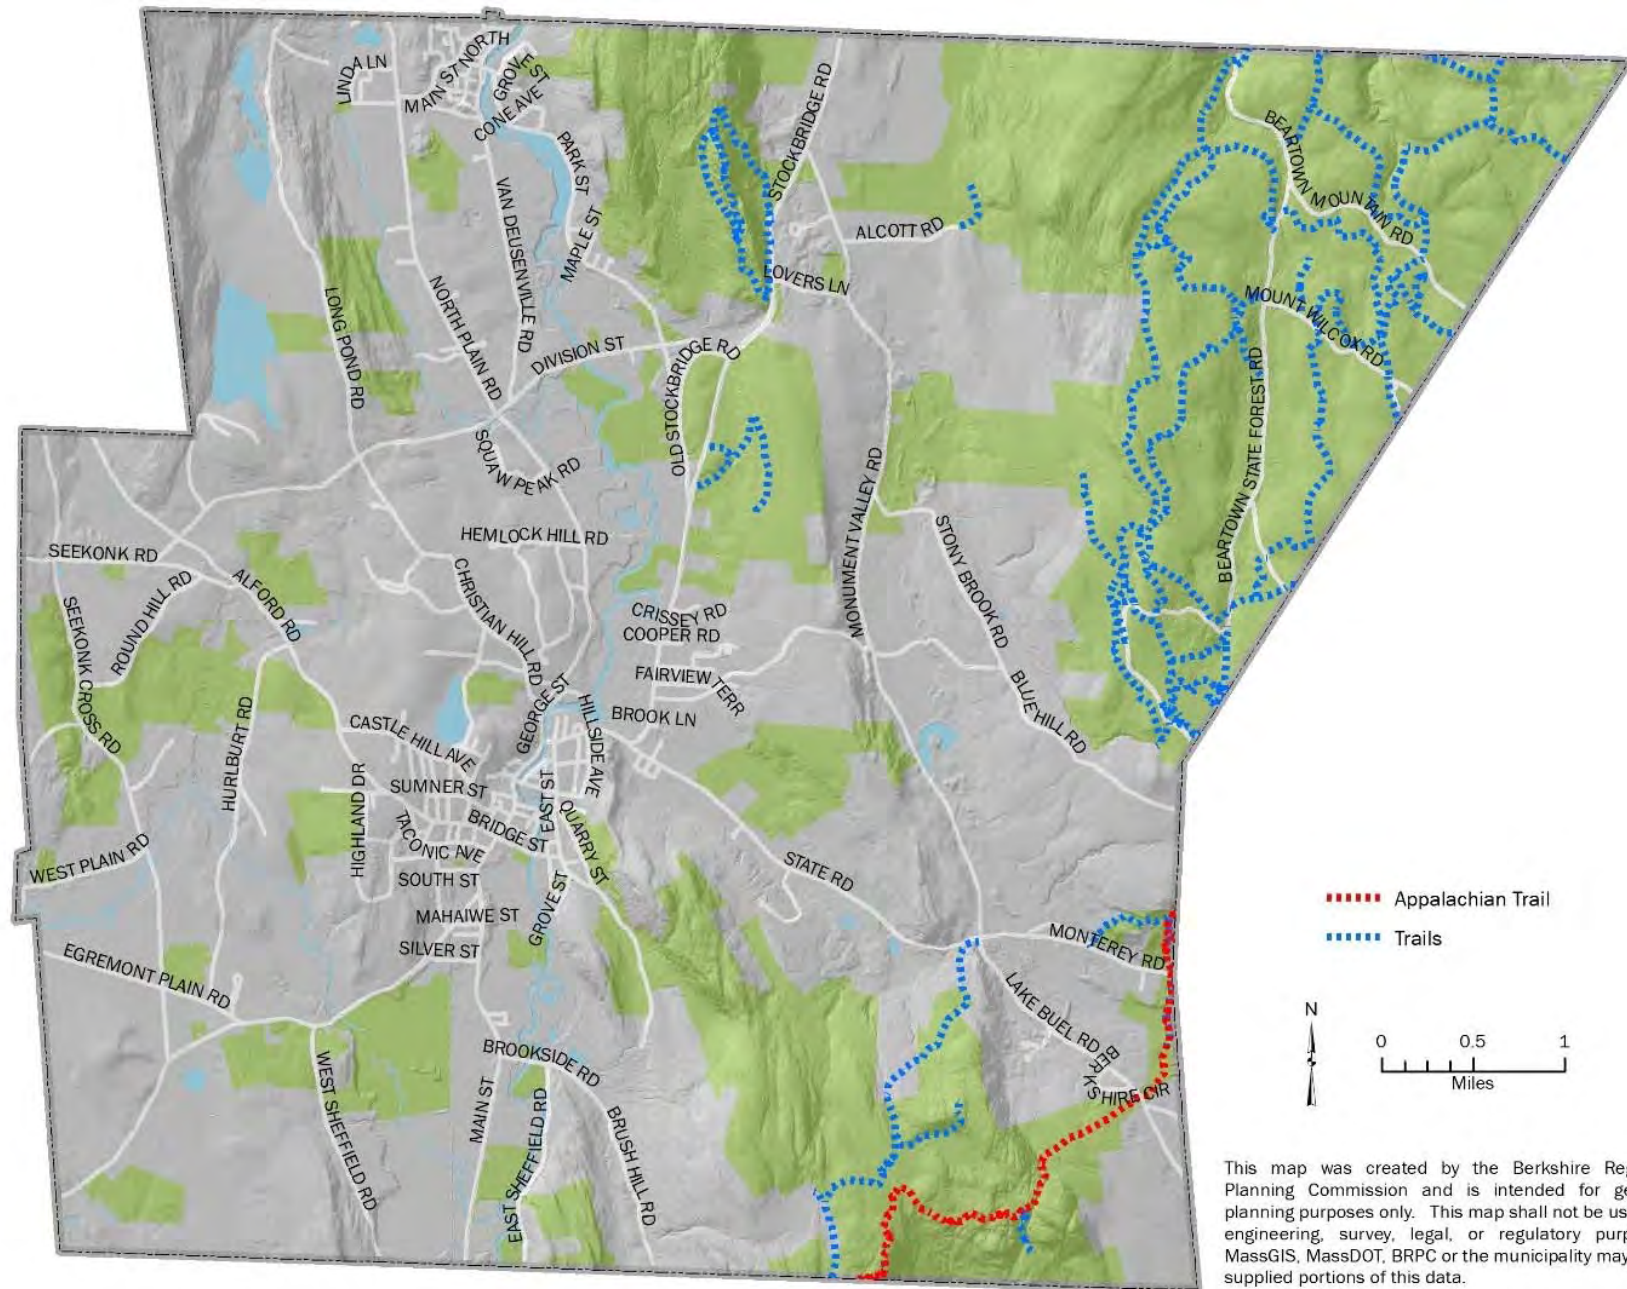 LINDA LN
MAIN ST NORTH
GROVE ST
CONE AVE
PARK ST
STOCKBRIDGE RD
BEARTOWN MOUNTAIN RD
VAN DEUSENVILLE RD
MAPLE ST
ALCOTT RD
LOVERS LN
LONG POND RD
NORTH PLAIN RD
DIVISION ST
OLD STOCKBRIDGE RD
MOUNT WILCOX RD
BEARTOWN STATE FOREST RD
SQUAW PEAK RD
MONUMENT VALLEY RD
HEMLOCK HILL RD
STONY BROOK RD
SEEKONK RD
ROUND HILL RD
ALFORD RD
CHRISTIAN HILL RD
SEEKONK CROSS RD
CRISSEY RD
COOPER RD
FAIRVIEW TERR
BLUE HILL RD
HURLBURT RD
GEORGE ST
HILLSIDE AVE
BROOK LN
CASTLE HILL AVE
SUMNER ST
HIGHLAND DR
TACONIC AVE
BRIDGE ST
EAST ST
QUARRY ST
WEST PLAIN RD
SOUTH ST
STATE RD
MAHAIWE ST
GROVE ST
SILVER ST
MONTEREY RD
EGREMONT PLAIN RD
LAKE BUEL RD
BERKSHIRE CIR
BROOKSIDE RD
WEST SHEFFIELD RD
MAIN ST
EAST SHEFFIELD RD
BRUSH HILL RD
Appalachian Trail
Trails
N
0 0.5 1
Miles
This map was created by the Berkshire Reg
Planning Commission and is intended for ge
planning purposes only. This map shall not be us
engineering, survey, legal, or regulatory purp
MassGIS, MassDOT, BRPC or the municipality may
supplied portions of this data.